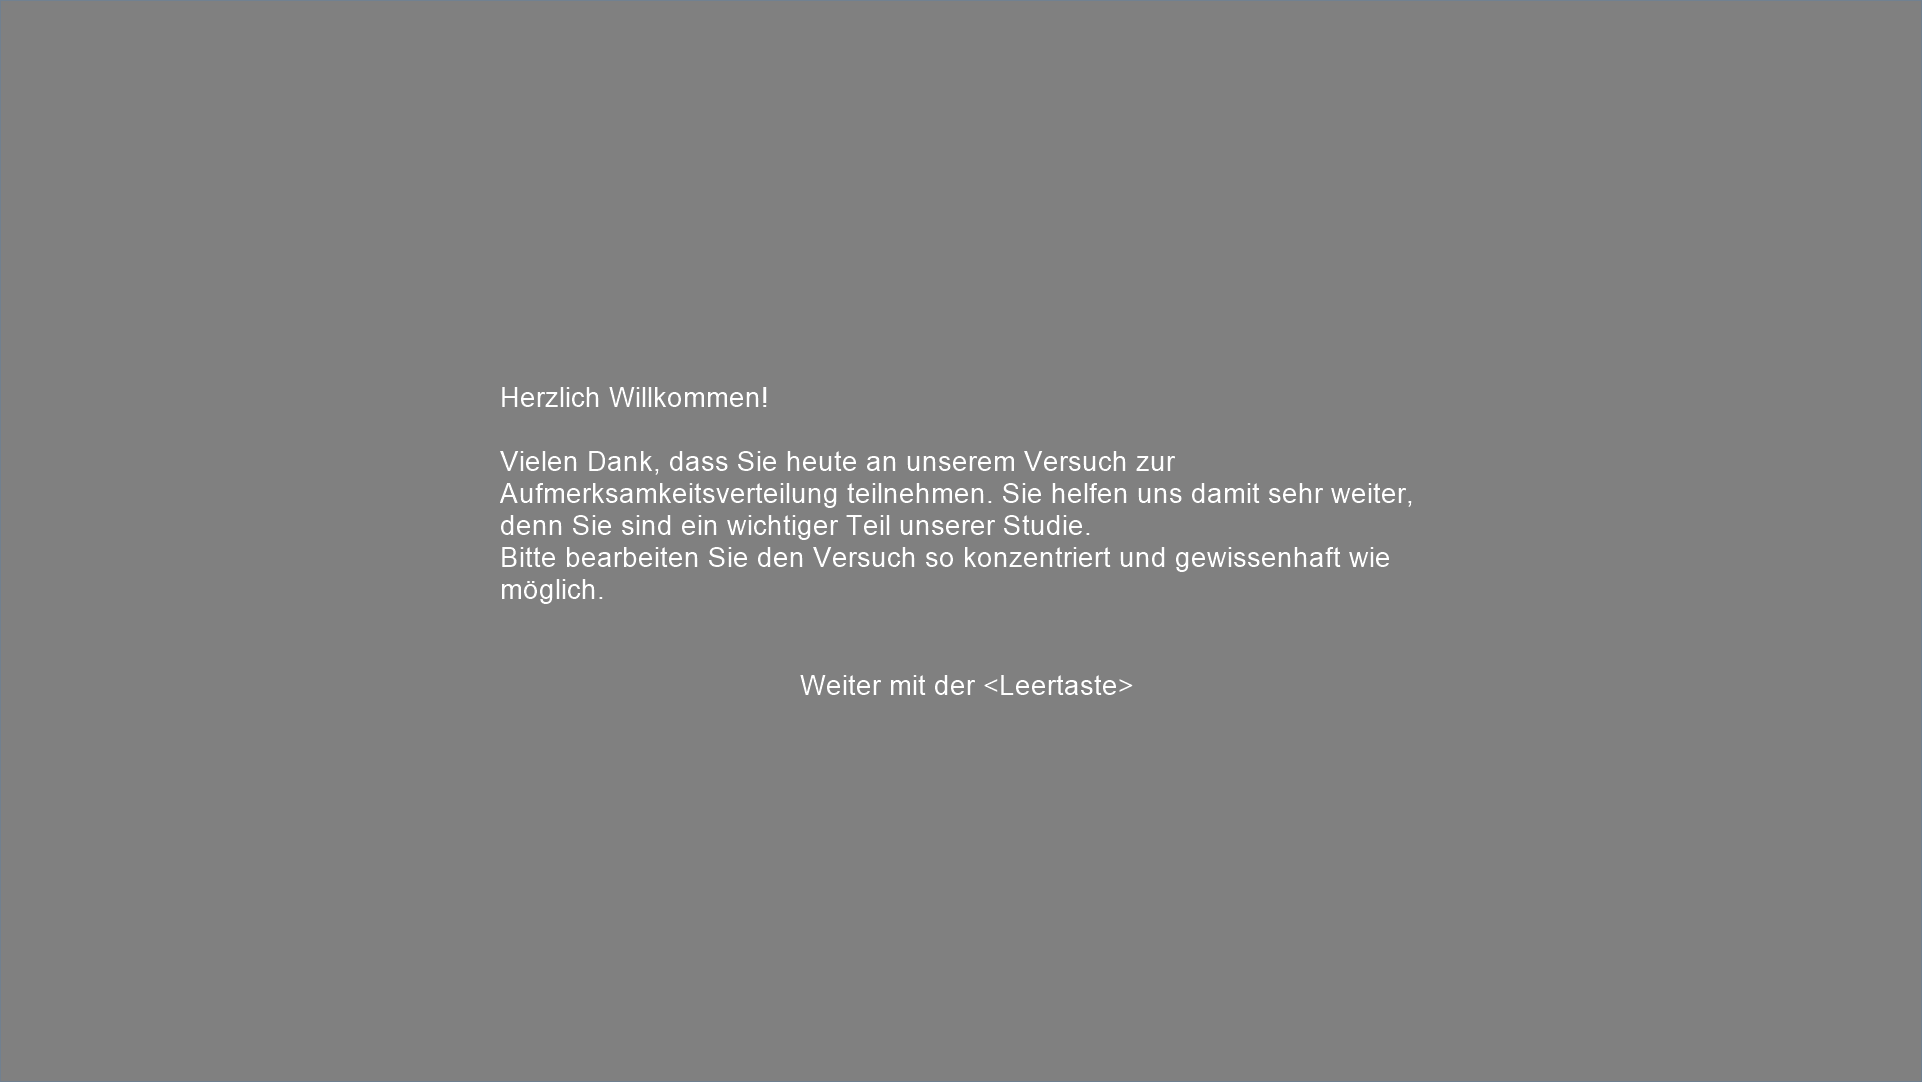 Herzlich Willkommen!
Vielen Dank, dass Sie heute an unserem Versuch zur
Aufmerksamkeitsverteilung teilnehmen. Sie helfen uns damit sehr weiter,
denn Sie sind ein wichtiger Teil unserer Studie.
Bitte bearbeiten Sie den Versuch so konzentriert und gewissenhaft wie
möglich.
Weiter mit der <Leertaste>